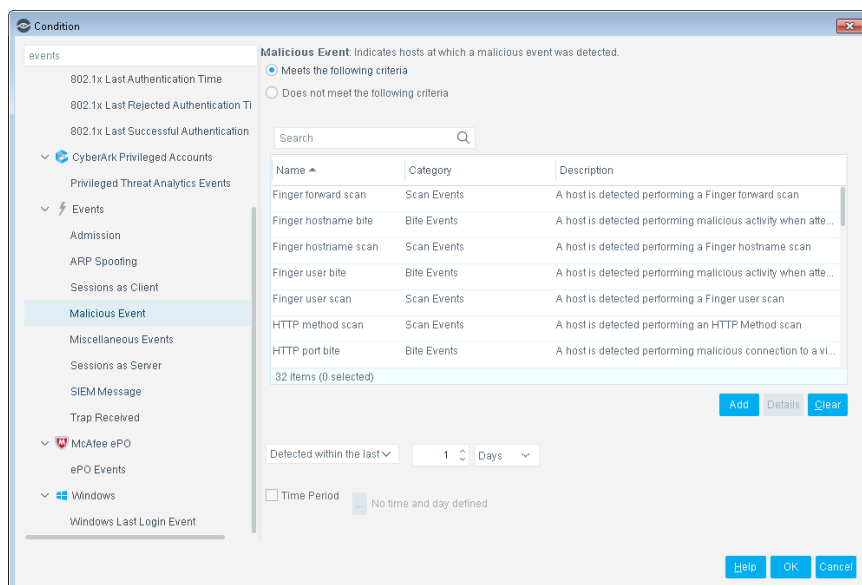 Condition
events
802.1x Last Authentication Time
802.1x Last Rejected Authentication Ti
802.1x Last Successful Authentication
CyberArk Privileged Accounts
Privileged Threat Analytics Events
Events
Admission
ARP Spoofing
Sessions as Client
Malicious Event
Miscellaneous Events
Sessions as Server
SIEM Message
Trap Received
McAfee ePO
ePO Events
Windows
Windows Last Login Event
Malicious Event: Indicates hosts at which a malicious event was detected.
Meets the following criteria
Does not meet the following criteria
Search
Name Category Description
Finger forward scan Scan Events A host is detected performing a Finger forward scan
Finger hostname bite Bite Events A host is detected performing malicious activity when atte...
Finger hostname scan Scan Events A host is detected performing a Finger hostname scan
Finger user bite Bite Events A host is detected performing malicious activity when atte...
Finger user scan Scan Events A host is detected performing a Finger user scan
HTTP method scan Scan Events A host is detected performing an HTTP Method scan
HTTP port bite Bite Events A host is detected performing malicious connection to a vi...
32 items (0 selected)
Add Details Clear
Detected within the last 1 Days
Time Period ... No time and day defined
Help OK Cancel